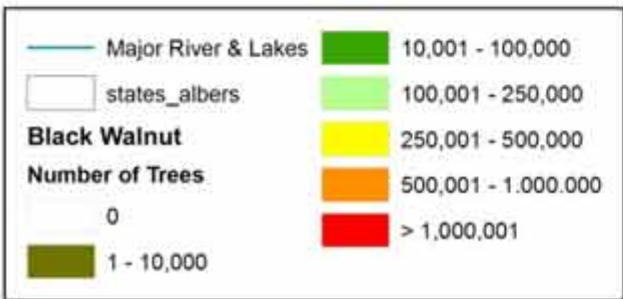 Major River & Lakes
states_albers
Black Walnut
Number of Trees
0
1 - 10,000
10,001 - 100,000
100,001 - 250,000
250,001 - 500,000
500,001 - 1.000.000
> 1,000,001